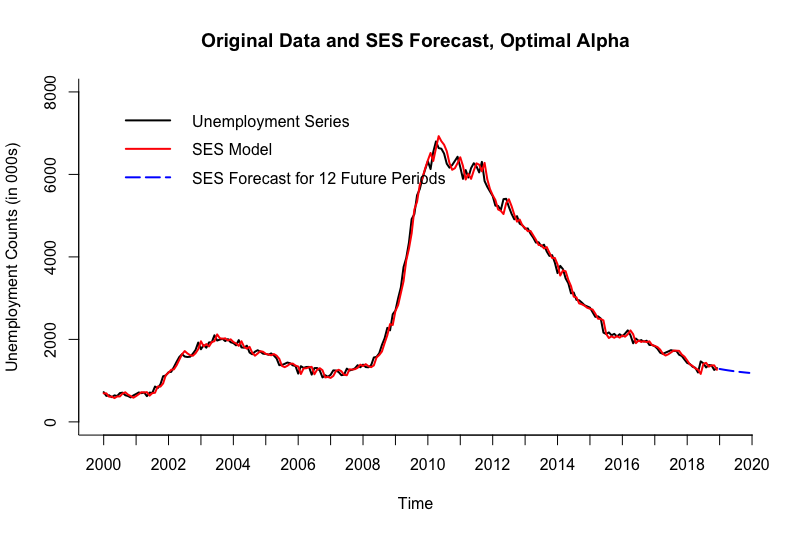 Original Data and SES Forecast, Optimal Alpha
Unemployment Counts (in 000s)
8000
6000
4000
2000
0
Unemployment Series
SES Model
SES Forecast for 12 Future Periods
2000 2002 2004 2006 2008 2010 2012 2014 2016 2018 2020
Time